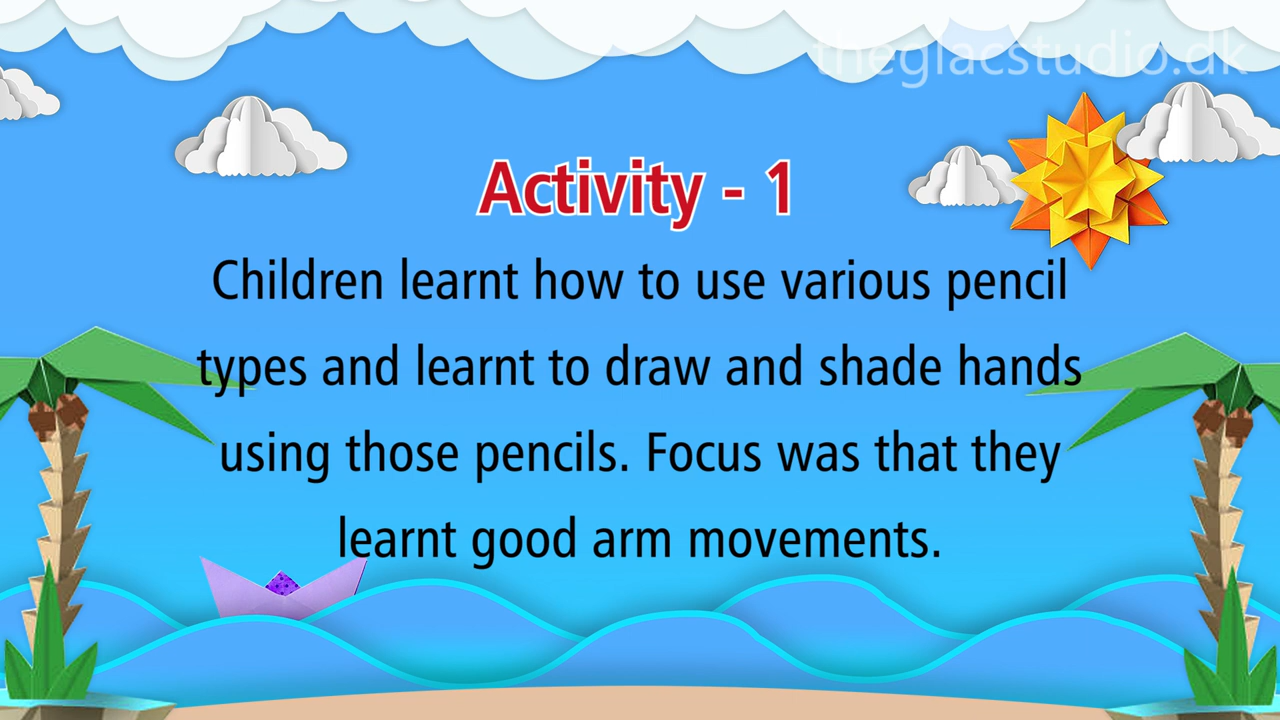 theglacstudio.dk
Activity - 1
Children learnt how to use various pencil
types and learnt to draw and shade hands
using those pencils. Focus was that they
learnt good arm movements.